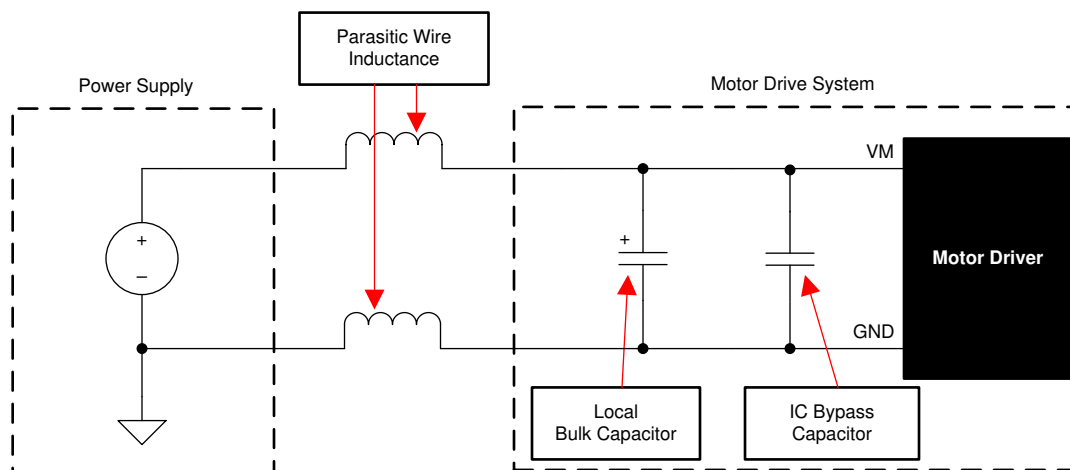 Parasitic Wire
Inductance
Power Supply
Motor Drive System
VM
+
–
+
Motor Driver
GND
Local
Bulk Capacitor
IC Bypass
Capacitor